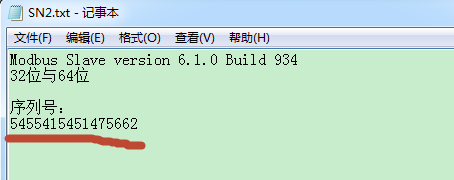 SN2.txt - 记事本
文件(F) 编辑(E) 格式(O) 查看(V) 帮助(H)
Modbus Slave version 6.1.0 Build 934
32位与64位
序列号：
5455415451475662